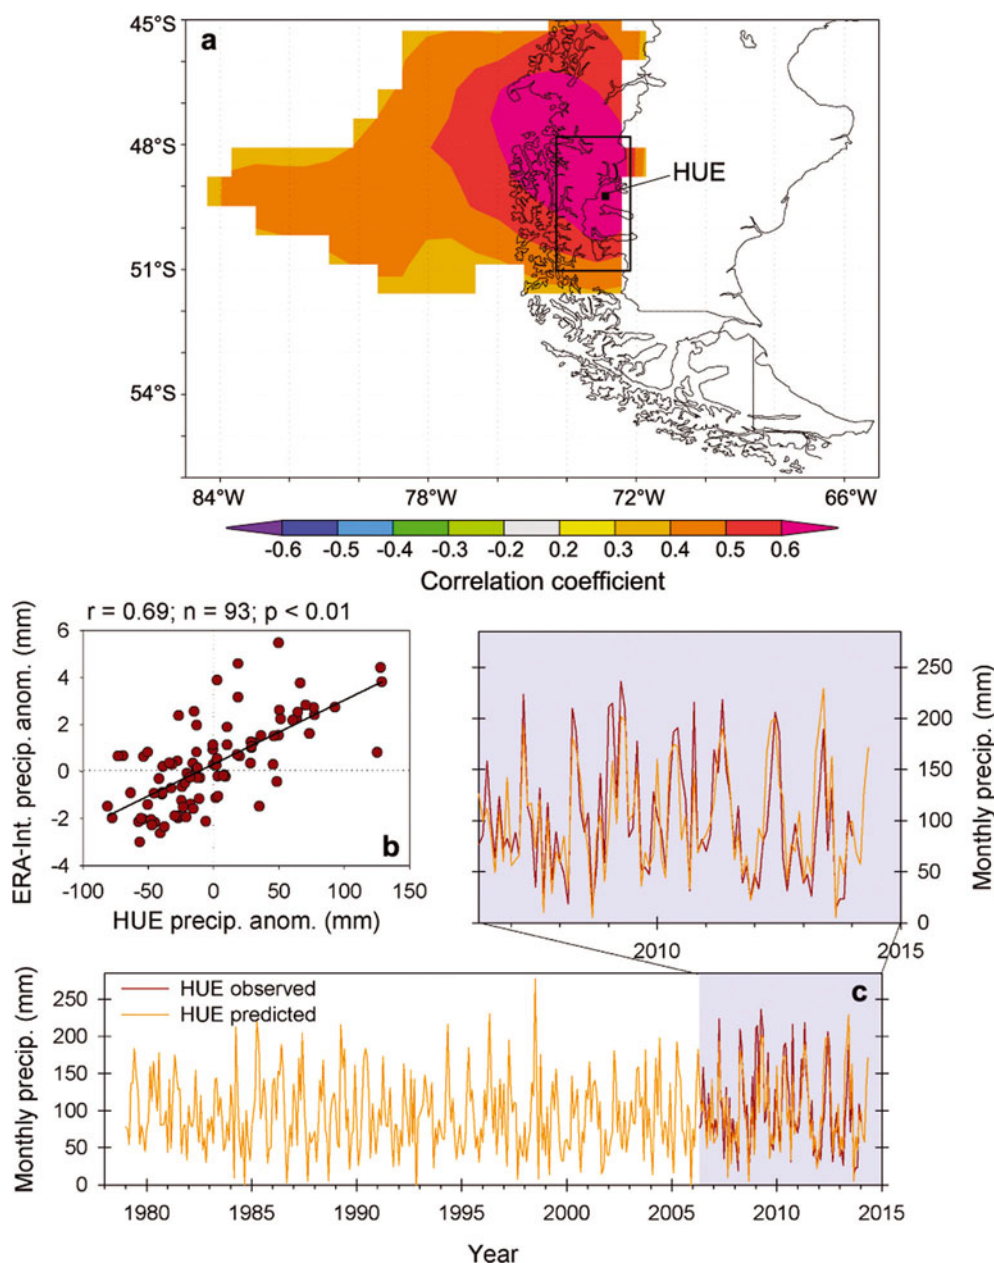 45°S
a
48°S
HUE
51°S
54°S
84°W 78°W 72°W 66°W
-0.6 -0.5 -0.4 -0.3 -0.2 0.2 0.3 0.4 0.5 0.6
Correlation coefficient
r = 0.69; n = 93; p < 0.01
ERA-Int. precip. anom. (mm)
6
4
2
0
-2
-4
b
-100 -50 0 50 100 150
HUE precip. anom. (mm)
250
200
150
100
50
0
Monthly precip. (mm)
2010 2015
Monthly precip. (mm)
250
200
150
100
50
0
HUE observed
HUE predicted
c
1980 1985 1990 1995 2000 2005 2010 2015
Year